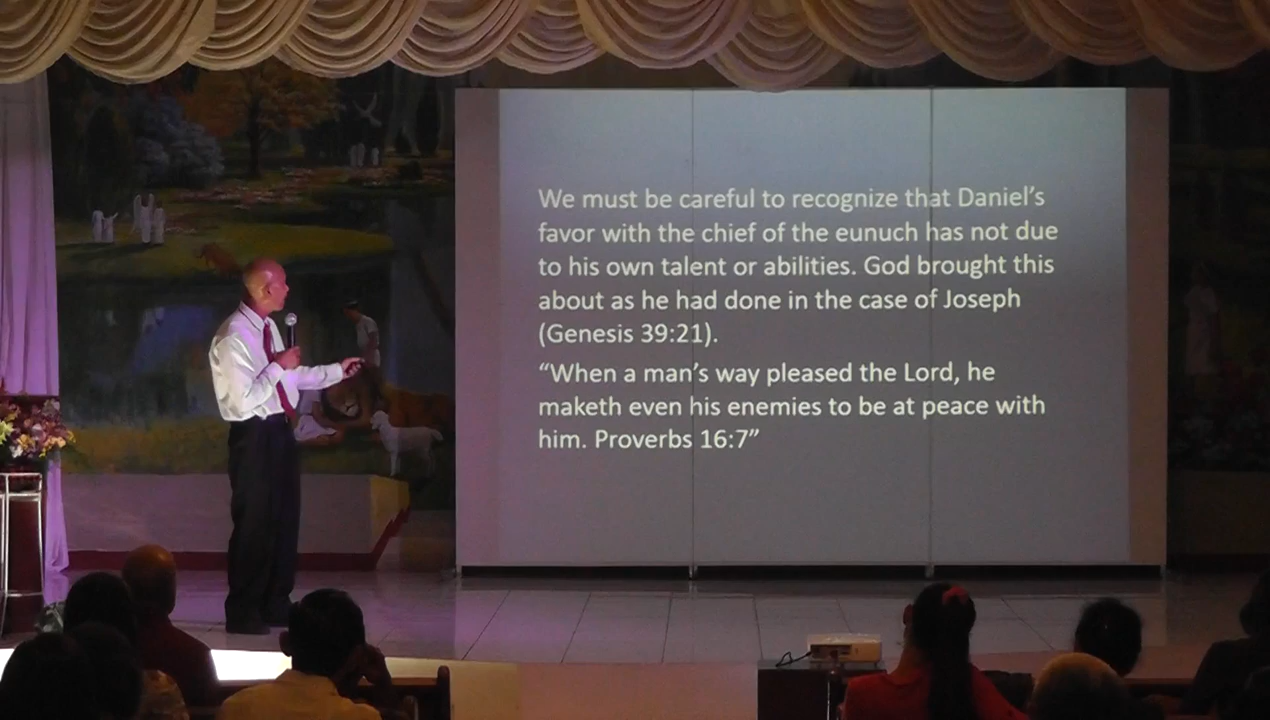 We must be careful to recognize that Daniel’s
favor with the chief of the eunuch has not due
to his own talent or abilities. God brought this
about as he had done in the case of Joseph
(Genesis 39:21).
“When a man’s way pleased the Lord, he
maketh even his enemies to be at peace with
him. Proverbs 16:7”